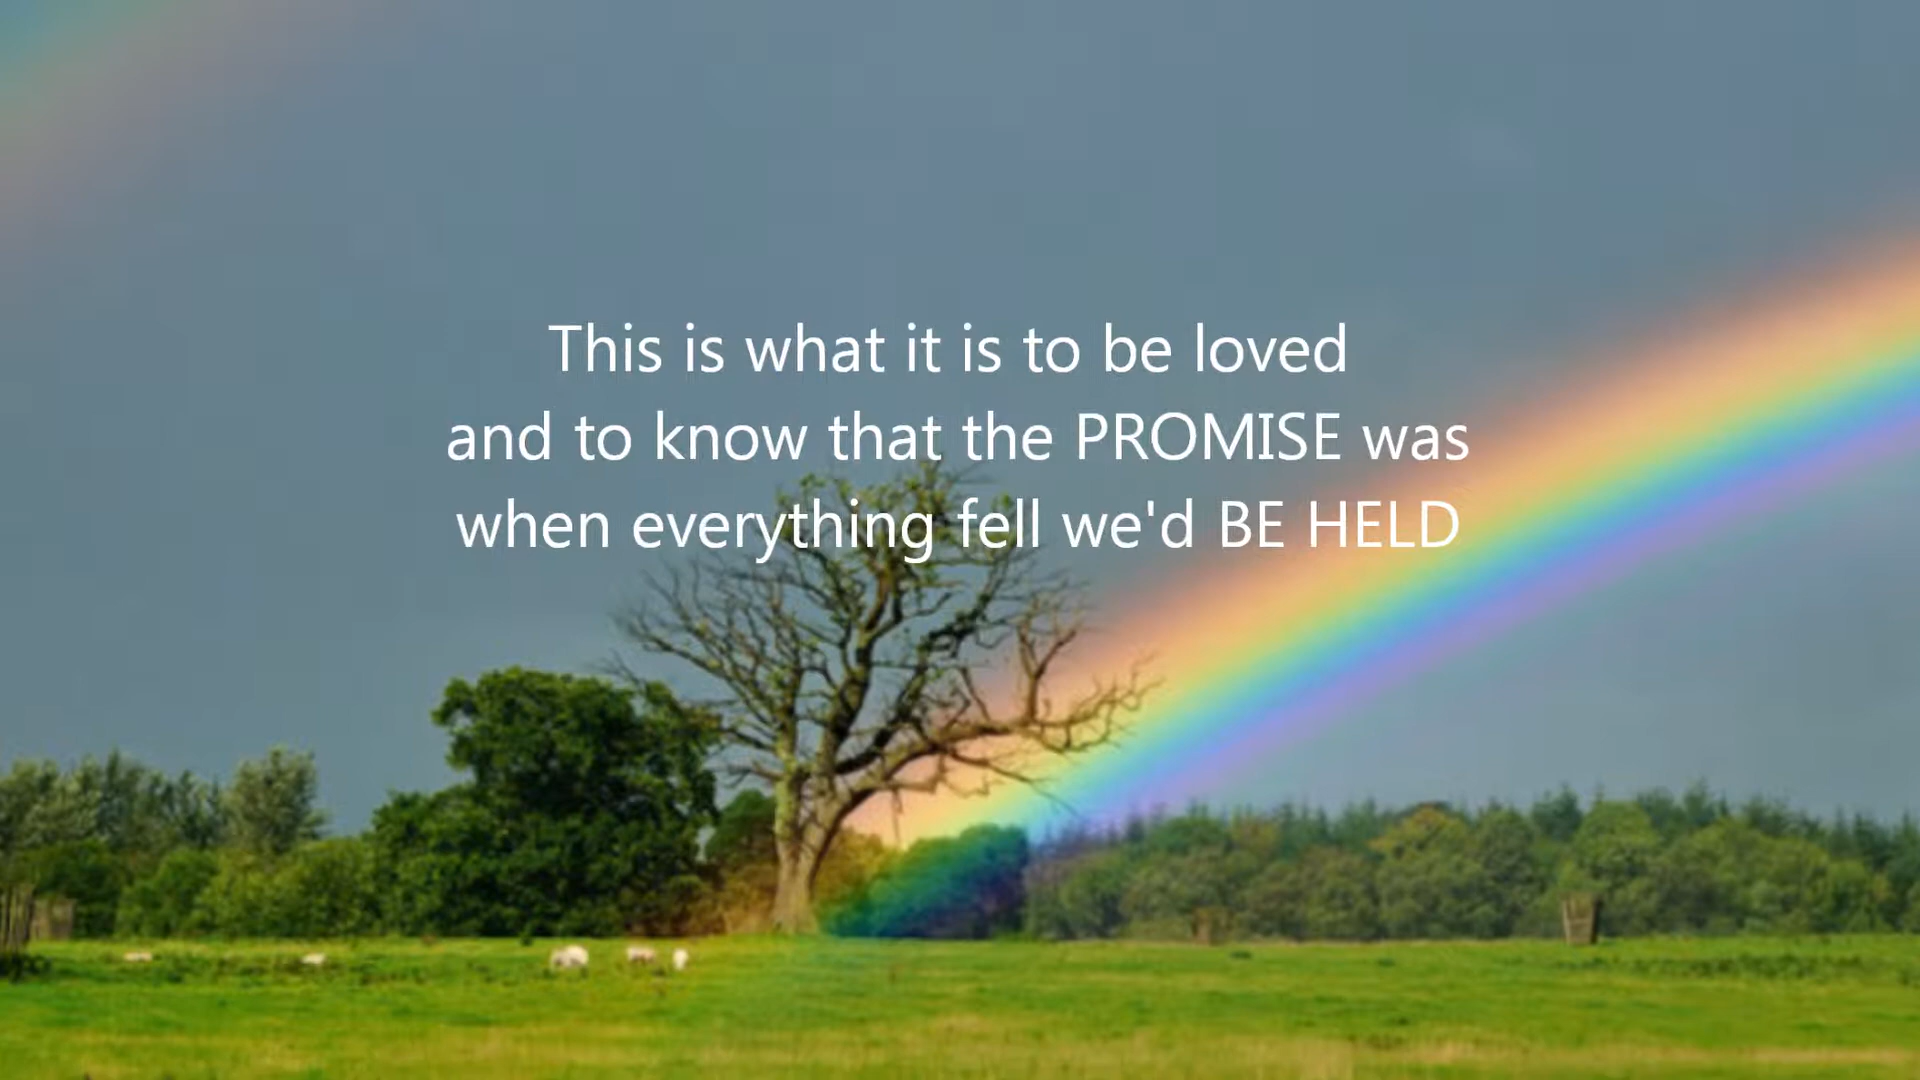 This is what it is to be loved
and to know that the PROMISE was
when everything fell we'd BE HELD